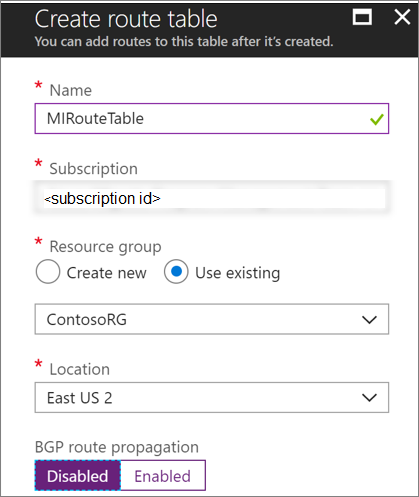 Create route table
You can add routes to this table after it's created.
* Name
MIRouteTable
* Subscription
<subscription id>
* Resource group
Create new Use existing
ContosoRG
* Location
East US 2
BGP route propagation
Disabled Enabled